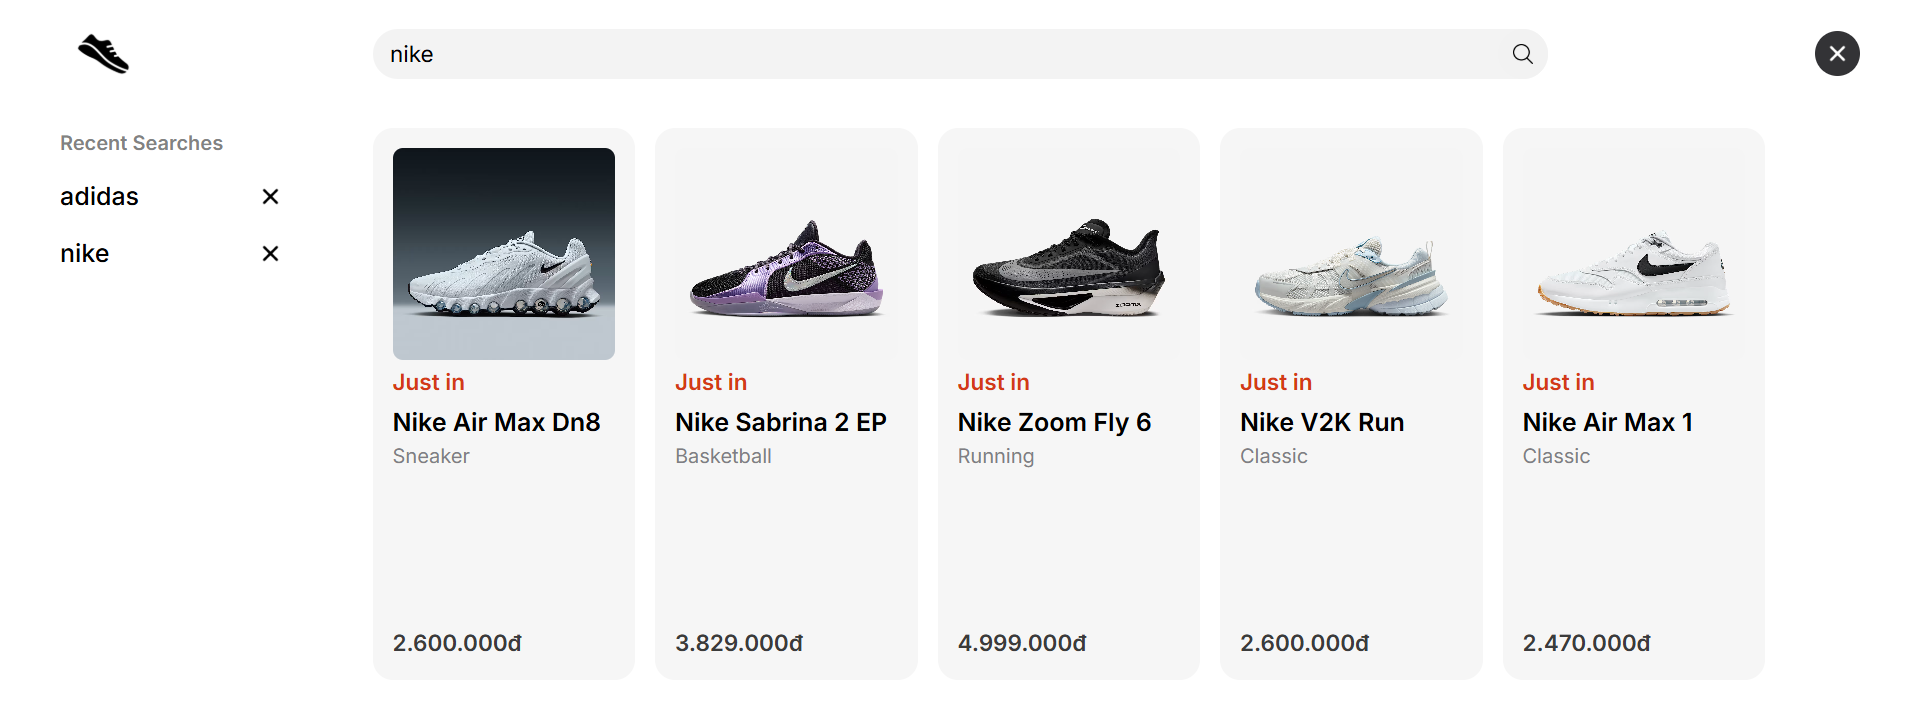 nike
Recent Searches
adidas
nike
Just in
Nike Air Max Dn8
Sneaker
2.600.000đ
Just in
Nike Sabrina 2 EP
Basketball
3.829.000đ
Just in
Nike Zoom Fly 6
Running
4.999.000đ
Just in
Nike V2K Run
Classic
2.600.000đ
Just in
Nike Air Max 1
Classic
2.470.000đ